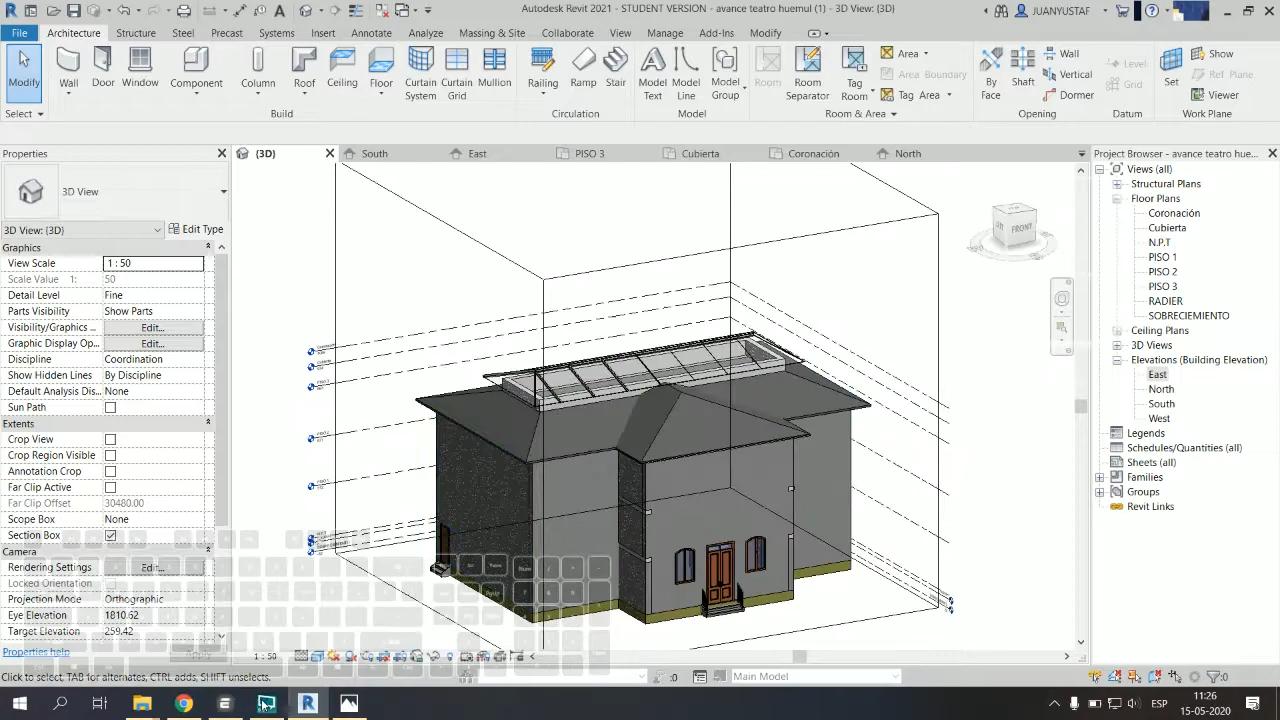 Autodesk Revit 2021 - STUDENT VERSION - avance teatro huemul (1) - 3D View: {3D}
JUANYUSTAF
File Architecture Structure Steel Precast Systems Insert Annotate Analyze Massing & Site Collaborate View Manage Add-Ins Modify
Modify Wall Door Window Component Column Roof Ceiling Floor Curtain System Curtain Grid Mullion Railing Ramp Stair Model Text Model Line Model Group Room Room Separator Tag Room
Area
Area Boundary
Tag Area
By Face Shaft
Wall
Vertical
Dormer
Level
Grid
Set
Show
Ref Plane
Viewer
Select Build Circulation Model Room & Area Opening Datum Work Plane
Properties
{3D} South East PISO 3 Cubierta Coronación North
Project Browser - avance teatro hue...
3D View
3D View: {3D}
Edit Type
Graphics
View Scale 1 : 50
Scale Value 1: 50
Detail Level Fine
Parts Visibility Show Parts
Visibility/Graphics ... Edit...
Graphic Display Op... Edit...
Discipline Coordination
Show Hidden Lines By Discipline
Default Analysis Dis... None
Sun Path
Extents
Crop View
Crop Region Visible
Annotation Crop
Far Clip Active
Far Clip Offset 30480.00
Scope Box None
Section Box
Camera
Rendering Settings Edit...
Locked Orientation
Projection Mode Orthographic
Eye Elevation 1810.62
Target Elevation 259.42
Properties help
Apply
FRONT
Views (all)
Structural Plans
Floor Plans
Coronación
Cubierta
N.P.T
PISO 1
PISO 2
PISO 3
RADIER
SOBRECIEMIENTO
Ceiling Plans
3D Views
Elevations (Building Elevation)
East
North
South
West
Legends
Schedules/Quantities (all)
Sheets (all)
Families
Groups
Revit Links
1 : 50
Click to select, TAB for alternates, CTRL adds, SHIFT unselects.
:0
Main Model
:0
ESP
11:26
15-05-2020